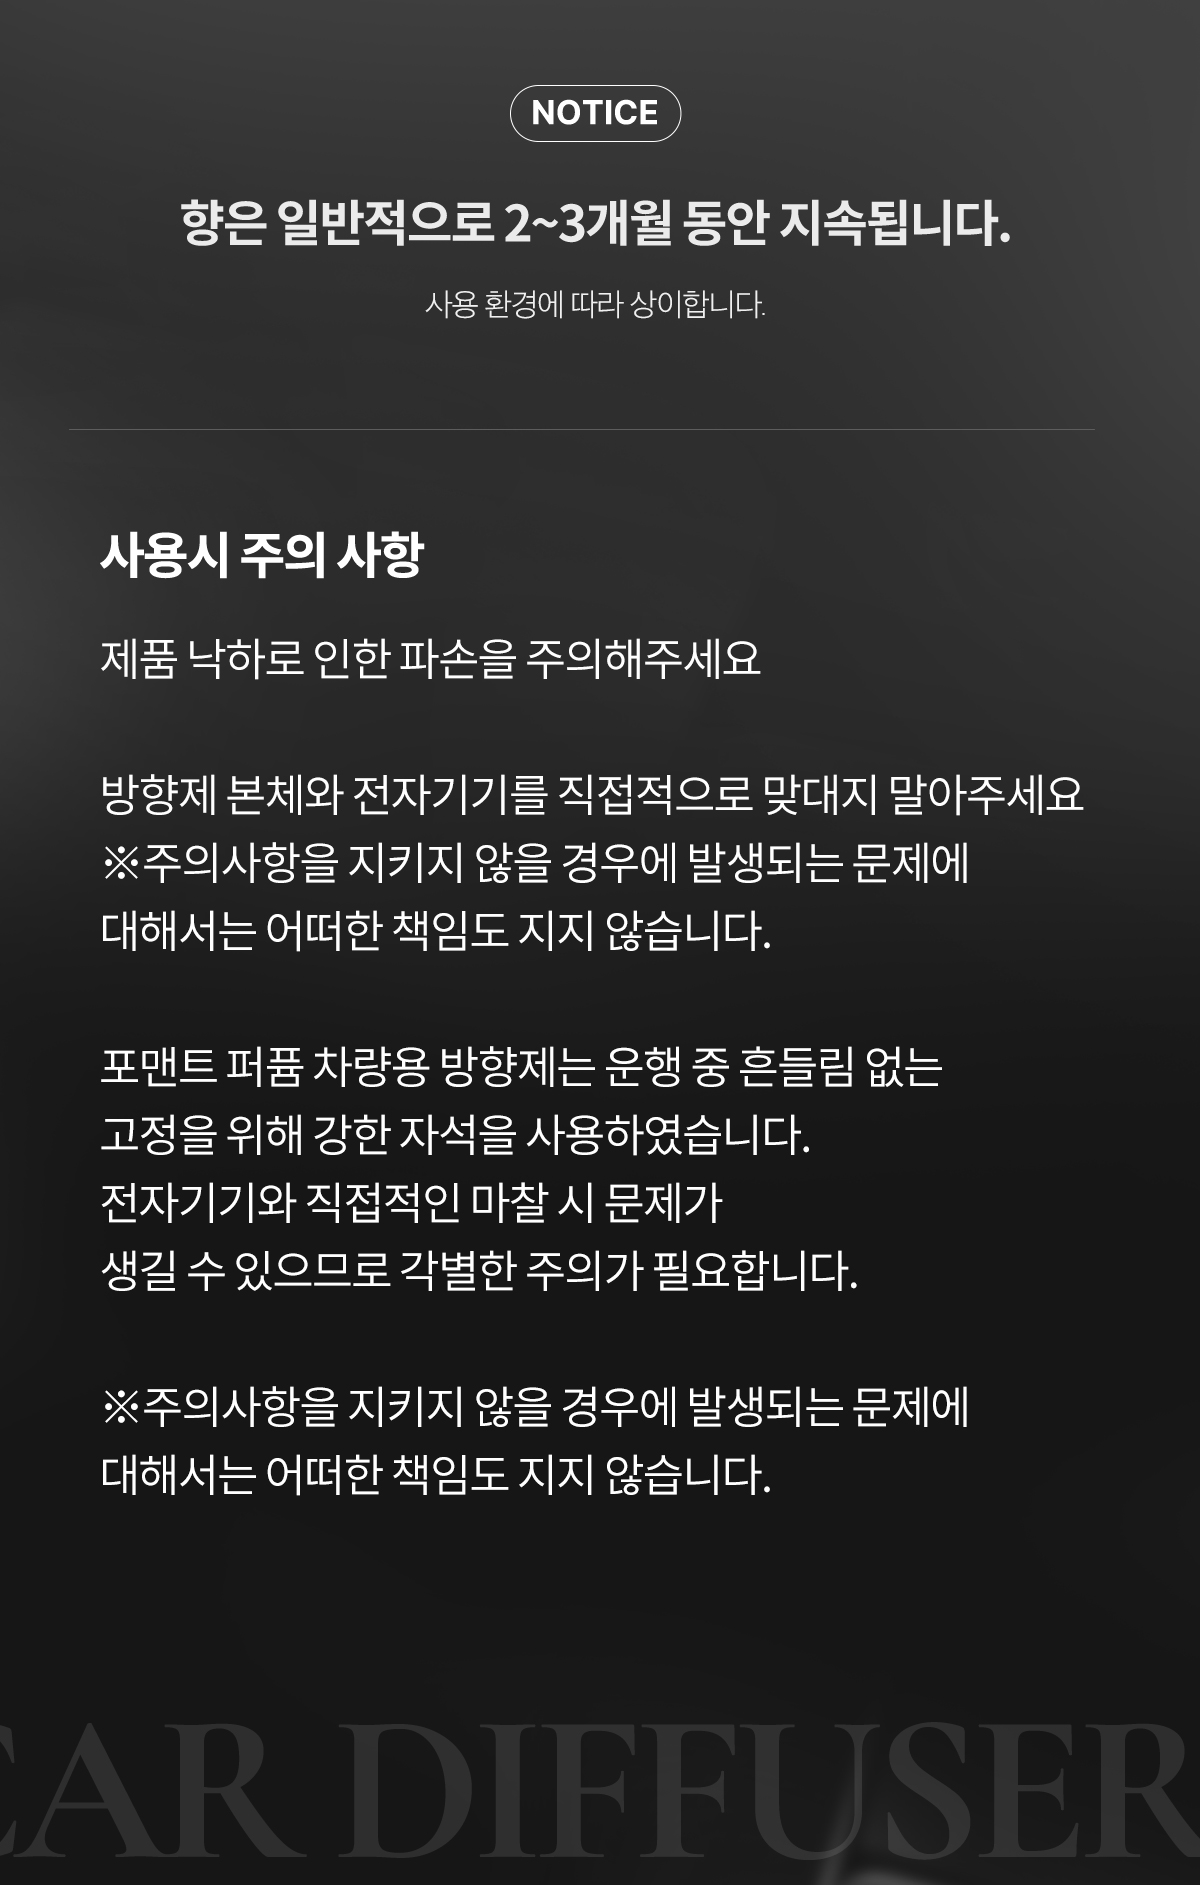 NOTICE
향은 일반적으로 2~3개월 동안 지속됩니다.
사용 환경에 따라 상이합니다.
사용시 주의 사항
제품 낙하로 인한 파손을 주의해주세요
방향제 본체와 전자기기를 직접적으로 맞대지 말아주세요
※주의사항을 지키지 않을 경우에 발생되는 문제에
대해서는 어떠한 책임도 지지 않습니다.
포맨트 퍼퓸 차량용 방향제는 운행 중 흔들림 없는
고정을 위해 강한 자석을 사용하였습니다.
전자기기와 직접적인 마찰 시 문제가
생길 수 있으므로 각별한 주의가 필요합니다.
※주의사항을 지키지 않을 경우에 발생되는 문제에
대해서는 어떠한 책임도 지지 않습니다.
CAR DIFFUSER